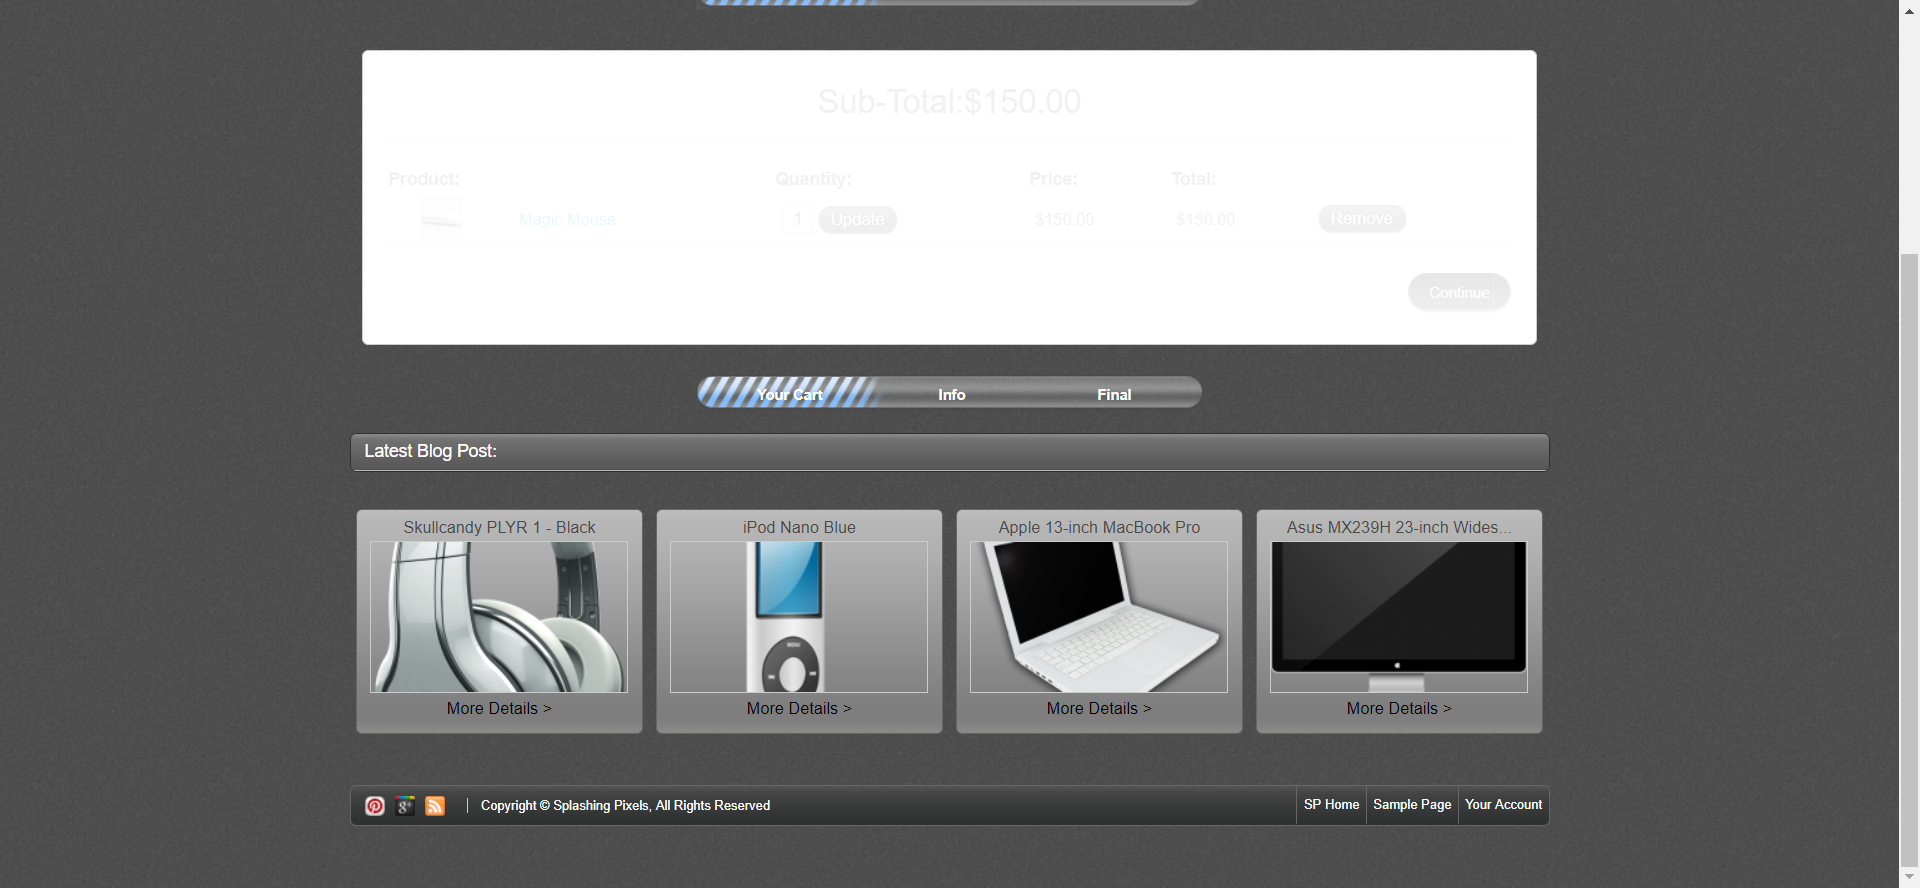 Sub-Total:$150.00
Product: Quantity: Price: Total:
Magic Mouse 1 Update $150.00 $150.00 Remove
Continue
Your Cart Info Final
Latest Blog Post:
Skullcandy PLYR 1 - Black iPod Nano Blue Apple 13-inch MacBook Pro Asus MX239H 23-inch Wides...
MENU
More Details > More Details > More Details > More Details >
Copyright © Splashing Pixels, All Rights Reserved SP Home Sample Page Your Account